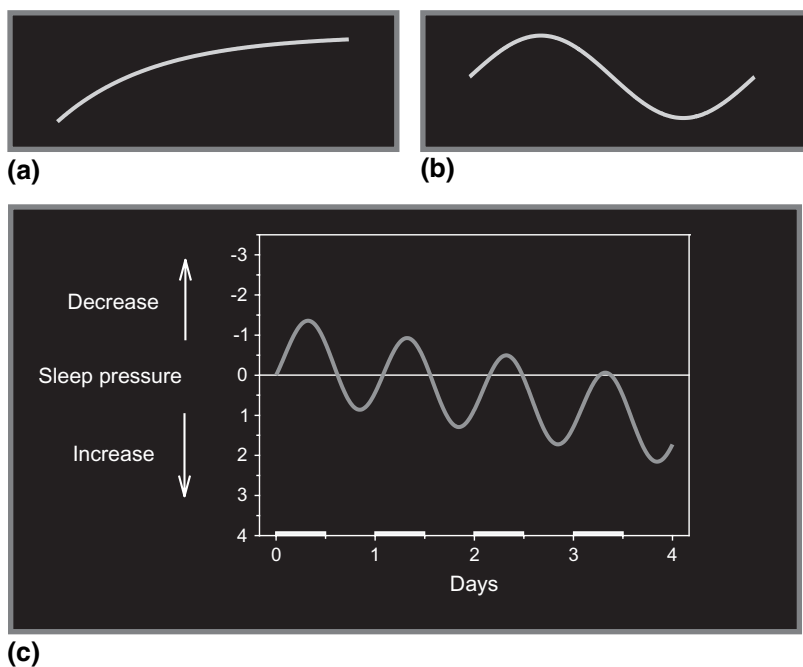 (a)
(b)
-3
Decrease
-2
-1
Sleep pressure
0
1
Increase
2
3
4
0 1 2 3 4
Days
(c)